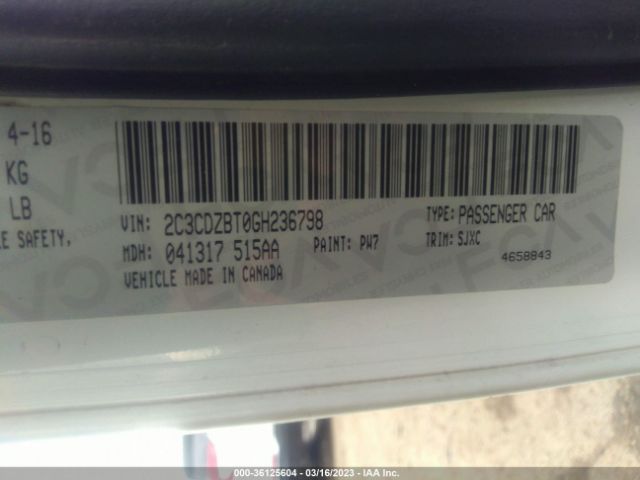 4-16
KG
LB
E SAFETY,
VIN: 2C3CDZBT0GH236798
TYPE: PASSENGER CAR
MDH: 041317 515AA
PAINT: PW7
TRIM: SJXC
VEHICLE MADE IN CANADA
4658843
000-36125604 - 03/16/2023 - IAA Inc.